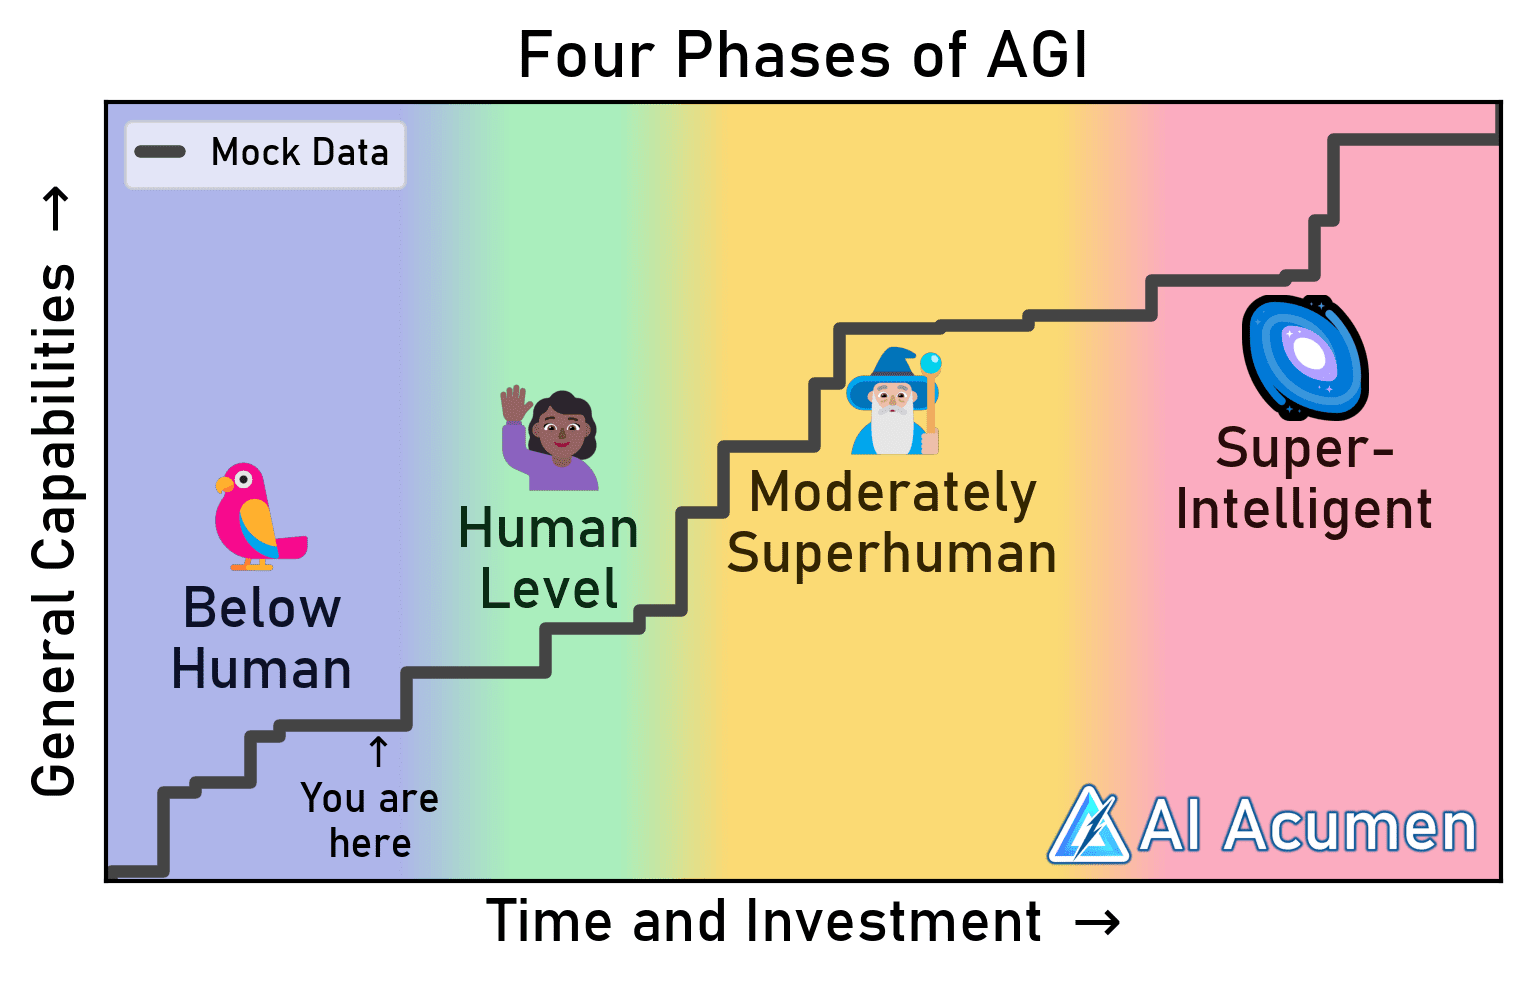 Four Phases of AGI
Mock Data
General Capabilities →
Below
Human
Human
Level
Moderately
Superhuman
Super-
Intelligent
↑
You are
here
AI Acumen
Time and Investment →